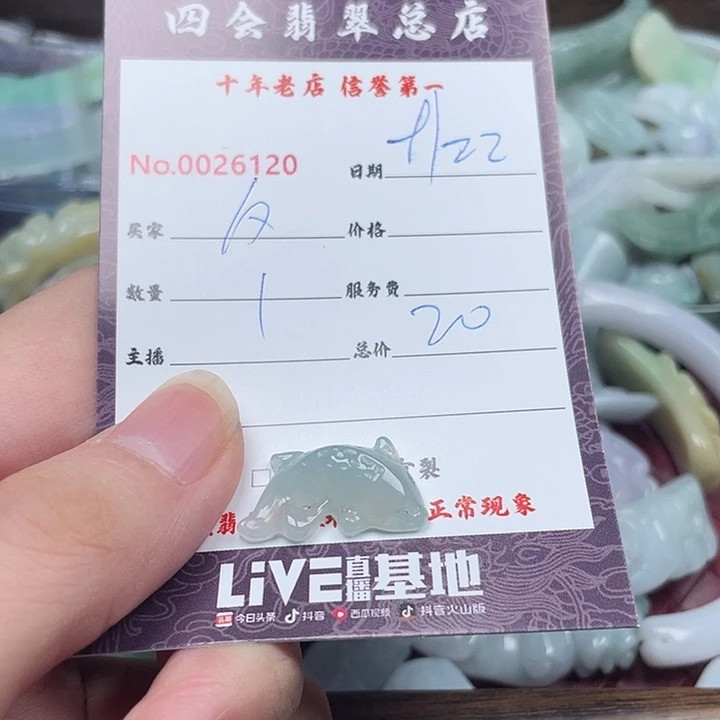 四会翡翠总店
十年老店 信誉第一
No.0026120 日期
买家 价格
数量 1 服务费
主播 总价 20
裂
翡 正常现象
LiVE直播基地
今日头条 抖音 西瓜视频 抖音火山版